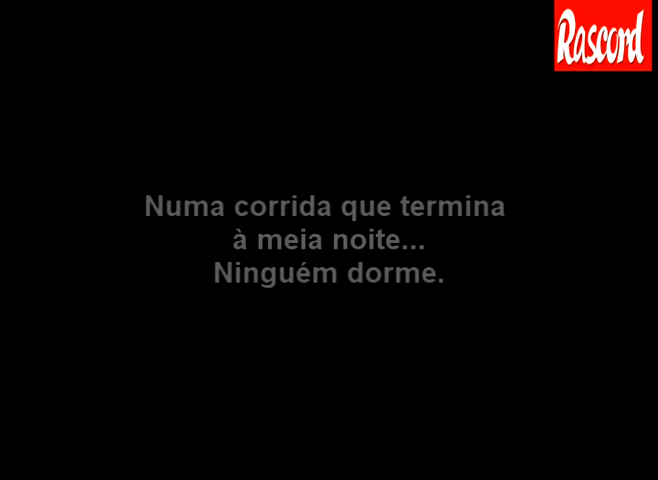 Rascord
Numa corrida que termina
à meia noite...
Ninguém dorme.